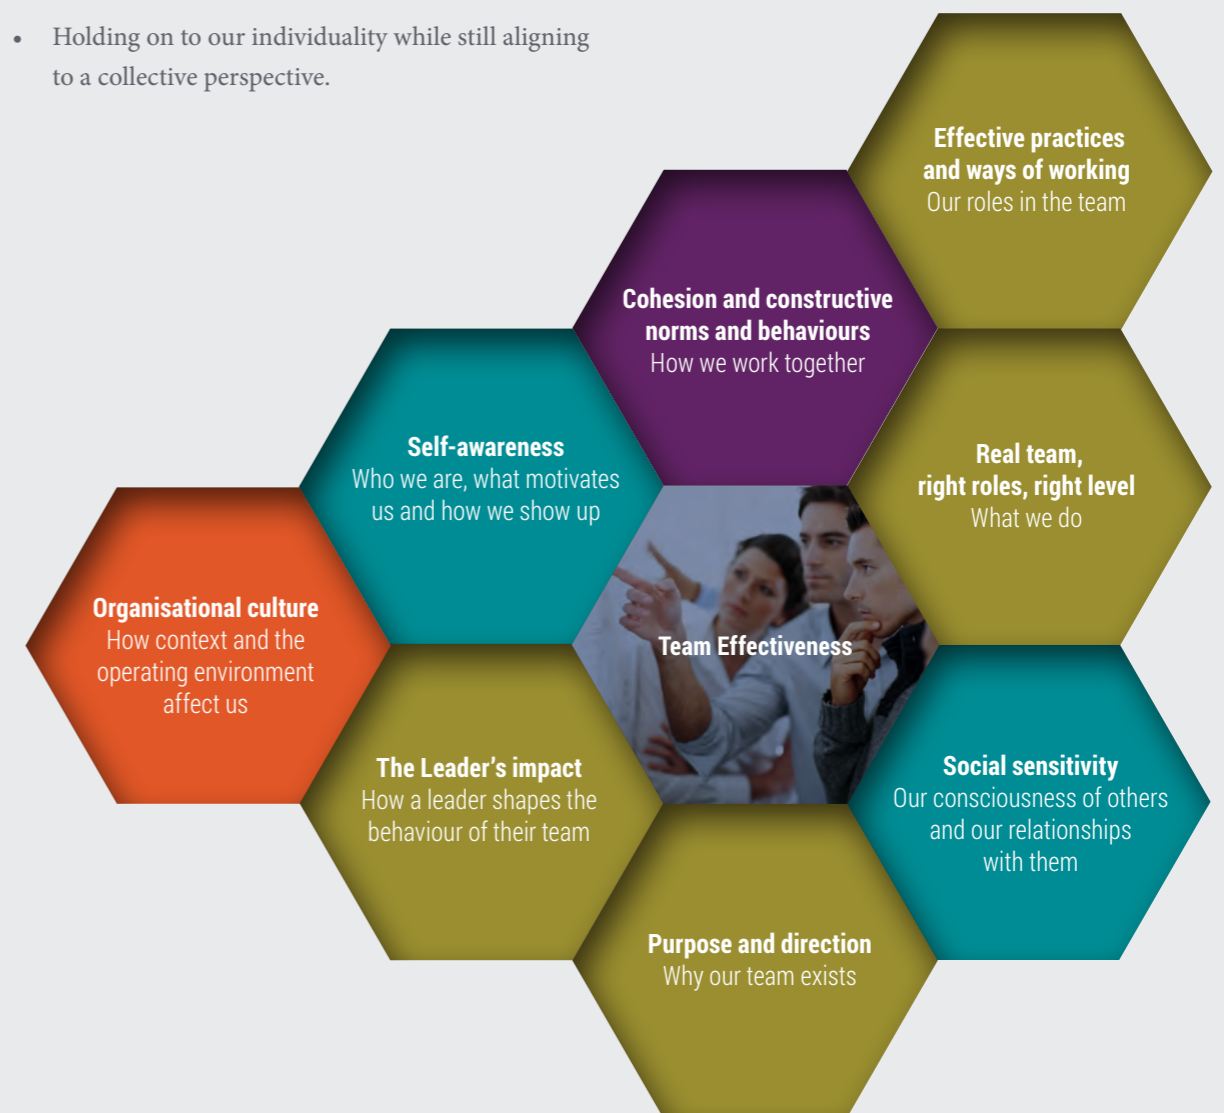 • Holding on to our individuality while still aligning
to a collective perspective.
Effective practices
and ways of working
Our roles in the team
Cohesion and constructive
norms and behaviours
How we work together
Self-awareness
Who we are, what motivates
us and how we show up
Real team,
right roles, right level
What we do
Organisational culture
How context and the
operating environment
affect us
Team Effectiveness
The Leader’s impact
How a leader shapes the
behaviour of their team
Social sensitivity
Our consciousness of others
and our relationships
with them
Purpose and direction
Why our team exists